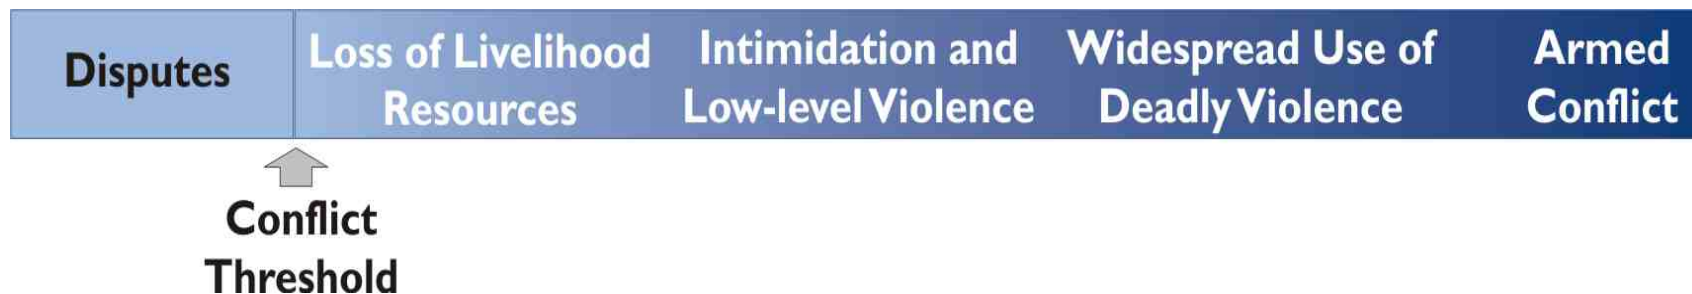 Disputes
Loss of Livelihood
Resources
Intimidation and
Low-level Violence
Widespread Use of
Deadly Violence
Armed
Conflict
Conflict
Threshold